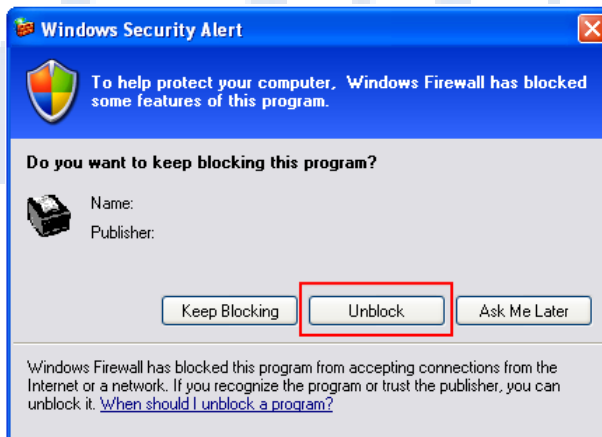 Windows Security Alert
To help protect your computer, Windows Firewall has blocked
some features of this program.
Do you want to keep blocking this program?
Name:
Publisher:
Keep Blocking Unblock Ask Me Later
Windows Firewall has blocked this program from accepting connections from the
Internet or a network. If you recognize the program or trust the publisher, you can
unblock it. When should I unblock a program?